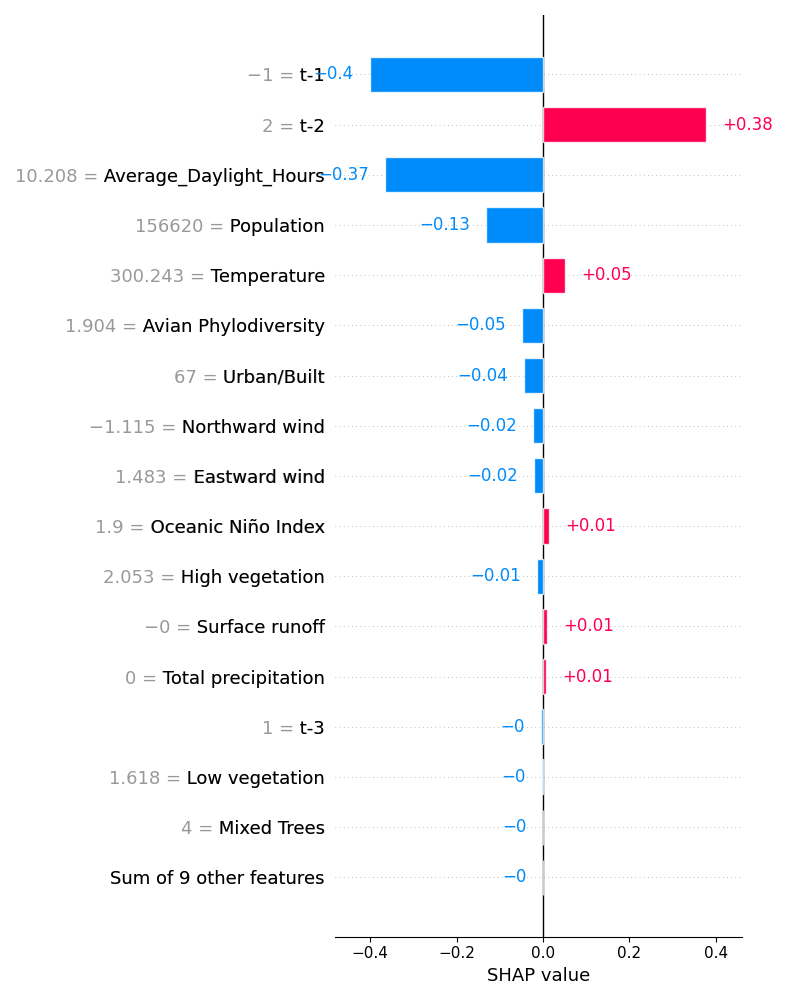 −1 = t-1 −0.4
2 = t-2 +0.38
10.208 = Average_Daylight_Hours −0.37
156620 = Population −0.13
300.243 = Temperature +0.05
1.904 = Avian Phylodiversity −0.05
67 = Urban/Built −0.04
−1.115 = Northward wind −0.02
1.483 = Eastward wind −0.02
1.9 = Oceanic Niño Index +0.01
2.053 = High vegetation −0.01
−0 = Surface runoff +0.01
0 = Total precipitation +0.01
1 = t-3 −0
1.618 = Low vegetation −0
4 = Mixed Trees −0
Sum of 9 other features −0
−0.4 −0.2 0.0 0.2 0.4
SHAP value